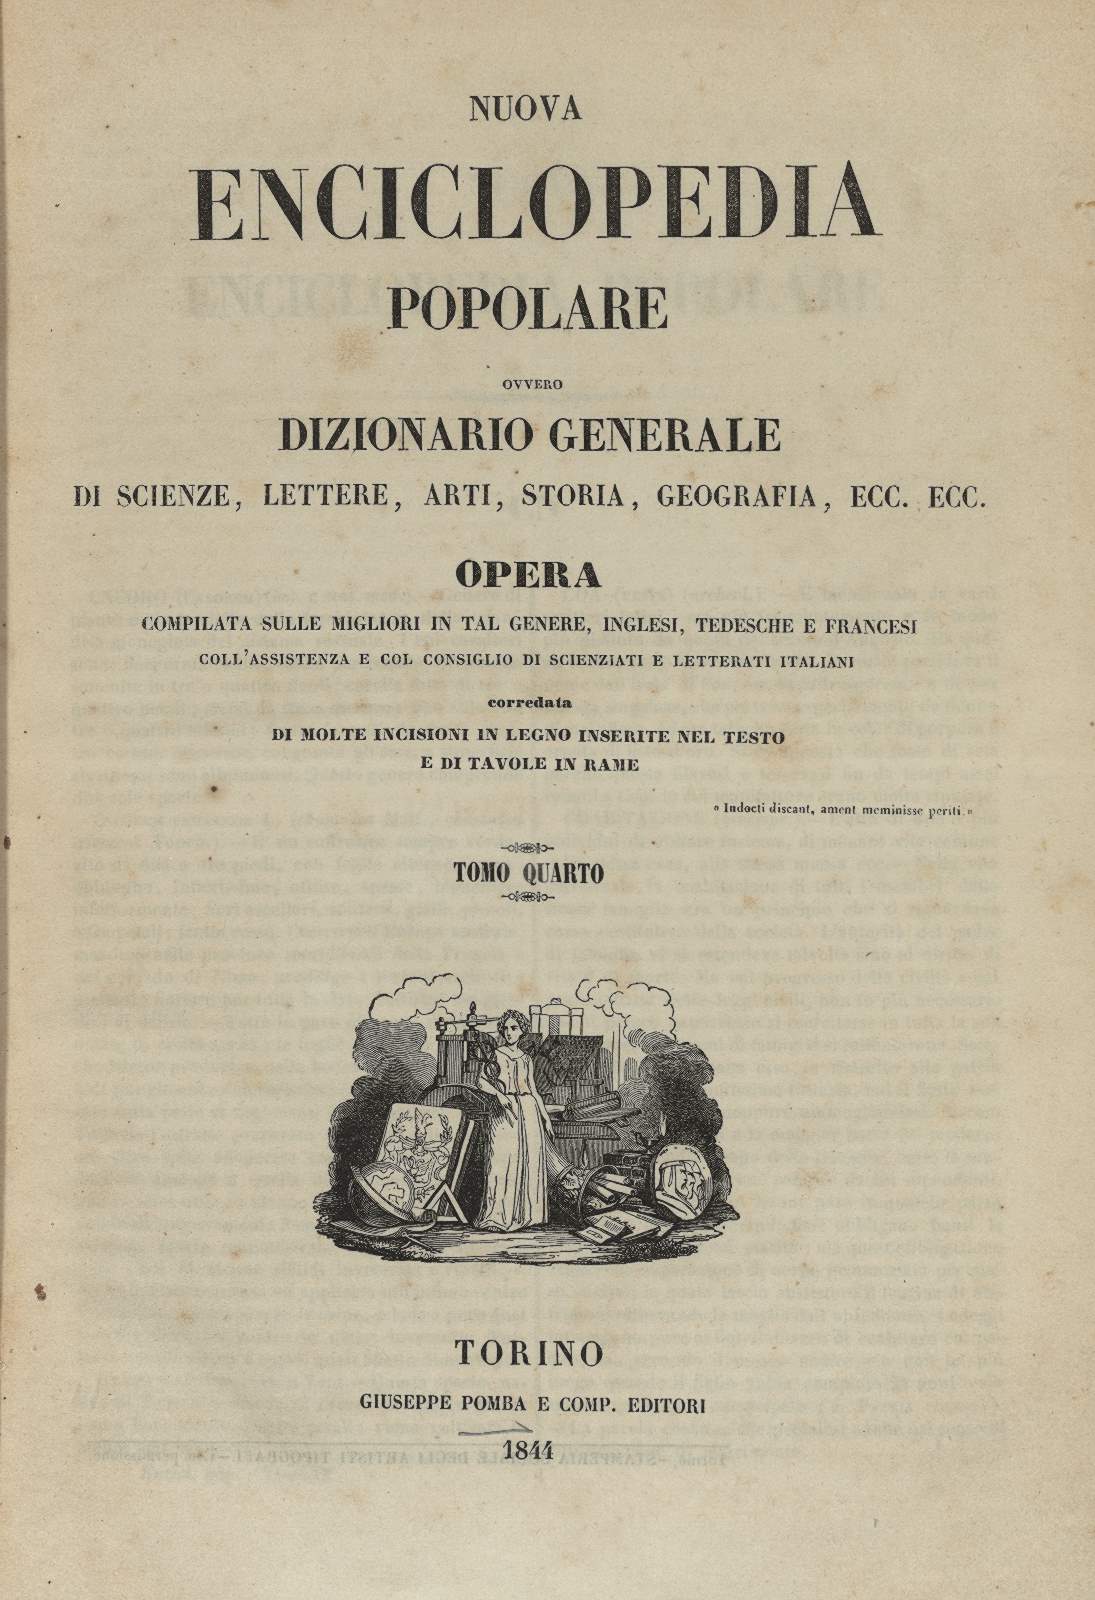 NUOVA
ENCICLOPEDIA
POPOLARE
OVVERO
DIZIONARIO GENERALE
DI SCIENZE, LETTERE, ARTI, STORIA, GEOGRAFIA, ECC. ECC.
OPERA
COMPILATA SULLE MIGLIORI IN TAL GENERE, INGLESI, TEDESCHE E FRANCESI
COLL'ASSISTENZA E COL CONSIGLIO DI SCIENZIATI E LETTERATI ITALIANI
corredata
DI MOLTE INCISIONI IN LEGNO INSERITE NEL TESTO
E DI TAVOLE IN RAME
« Indocti discant, ament meminisse periti. »
TOMO QUARTO
TORINO
GIUSEPPE POMBA E COMP. EDITORI
1844